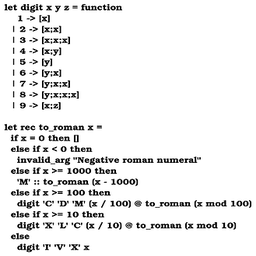 let digit x y z = function
1 -> [x]
| 2 -> [x;x]
| 3 -> [x;x;x]
| 4 -> [x;y]
| 5 -> [y]
| 6 -> [y;x]
| 7 -> [y;x;x]
| 8 -> [y;x;x;x]
| 9 -> [x;z]
let rec to_roman x =
if x = 0 then []
else if x < 0 then
invalid_arg "Negative roman numeral"
else if x >= 1000 then
'M' :: to_roman (x - 1000)
else if x >= 100 then
digit 'C' 'D' 'M' (x / 100) @ to_roman (x mod 100)
else if x >= 10 then
digit 'X' 'L' 'C' (x / 10) @ to_roman (x mod 10)
else
digit 'I' 'V' 'X' x